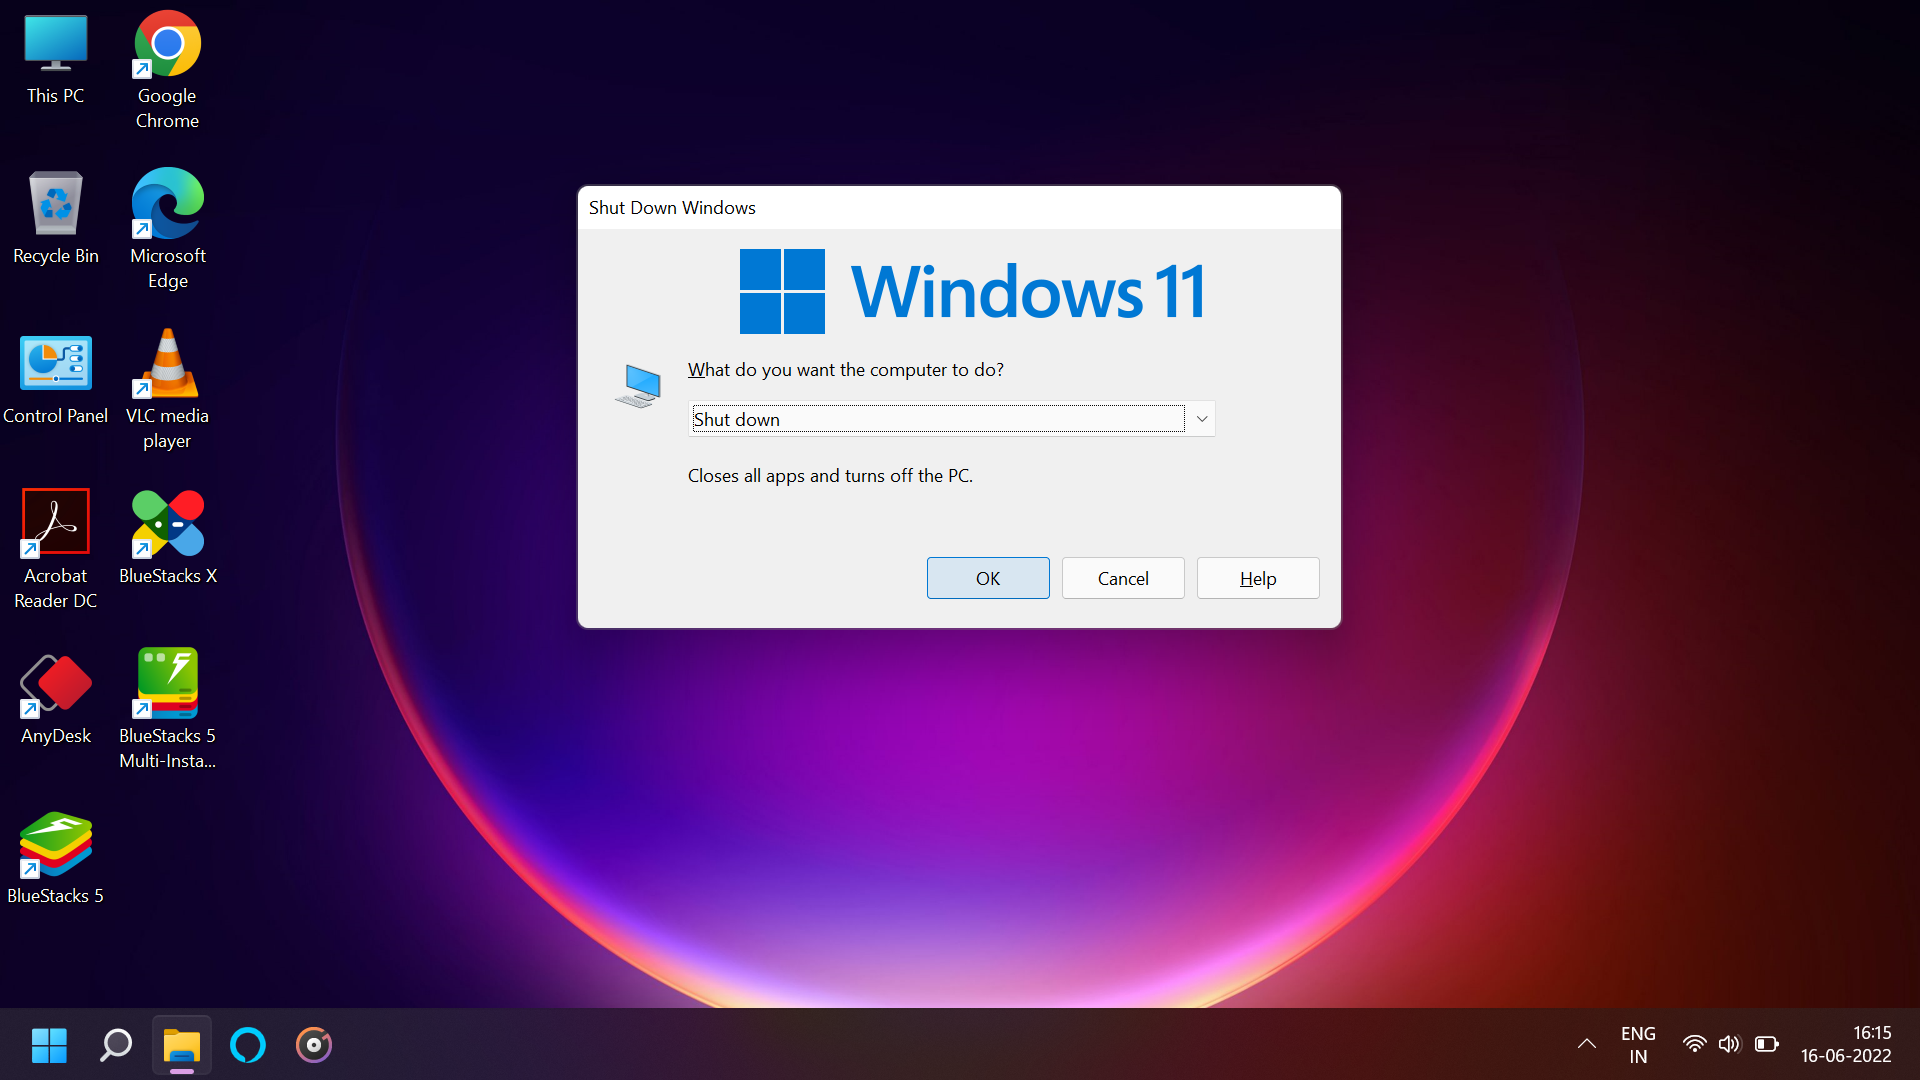 This PC
Google
Chrome
Recycle Bin
Microsoft
Edge
Control Panel
VLC media
player
Acrobat
Reader DC
BlueStacks X
AnyDesk
BlueStacks 5
Multi-Insta...
BlueStacks 5
Shut Down Windows
Windows 11
What do you want the computer to do?
Shut down
Closes all apps and turns off the PC.
OK
Cancel
Help
ENG
IN
16:15
16-06-2022